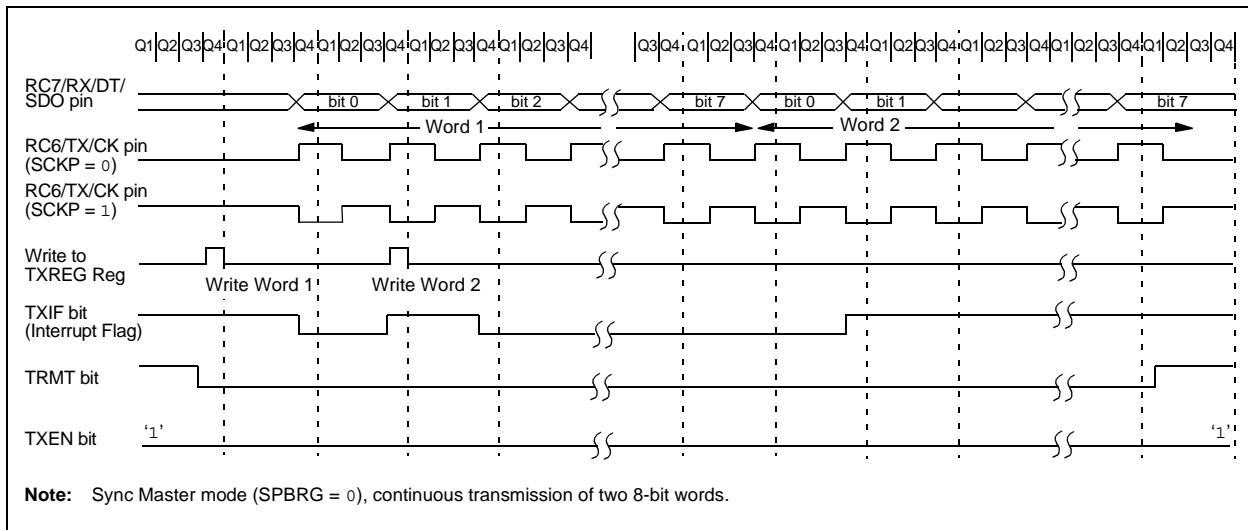 Q1 Q2 Q3 Q4 Q1 Q2 Q3 Q4 Q1 Q2 Q3 Q4 Q1 Q2 Q3 Q4 Q1 Q2 Q3 Q4 Q3 Q4 Q1 Q2 Q3 Q4 Q1 Q2 Q3 Q4 Q1 Q2 Q3 Q4 Q1 Q2 Q3 Q4 Q1 Q2 Q3 Q4 Q1 Q2 Q3 Q4
RC7/RX/DT/
SDO pin
bit 0 bit 1 bit 2 bit 7 bit 0 bit 1 bit 7
Word 1 Word 2
RC6/TX/CK pin
(SCKP = 0)
RC6/TX/CK pin
(SCKP = 1)
Write to
TXREG Reg
Write Word 1 Write Word 2
TXIF bit
(Interrupt Flag)
TRMT bit
TXEN bit
‘1’ ‘1’
Note: Sync Master mode (SPBRG = 0), continuous transmission of two 8-bit words.